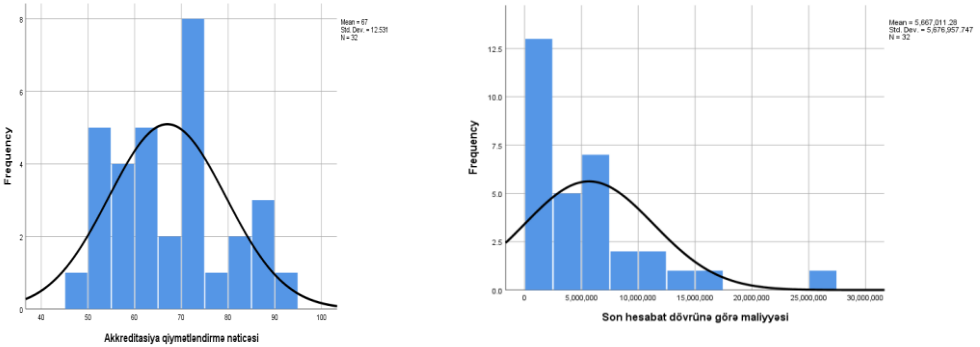 Mean = 67
Std. Dev. = 12.531
N = 32
Frequency
8
6
4
2
0
40 50 60 70 80 90 100
Akkreditasiya qiymətləndirmə nəticəsi
Mean = 5,667,011.28
Std. Dev. = 5,676,957.747
N = 32
Frequency
12.5
10.0
7.5
5.0
2.5
0.0
0 5,000,000 10,000,000 15,000,000 20,000,000 25,000,000 30,000,000
Son hesabat dövrünə görə maliyyəsi